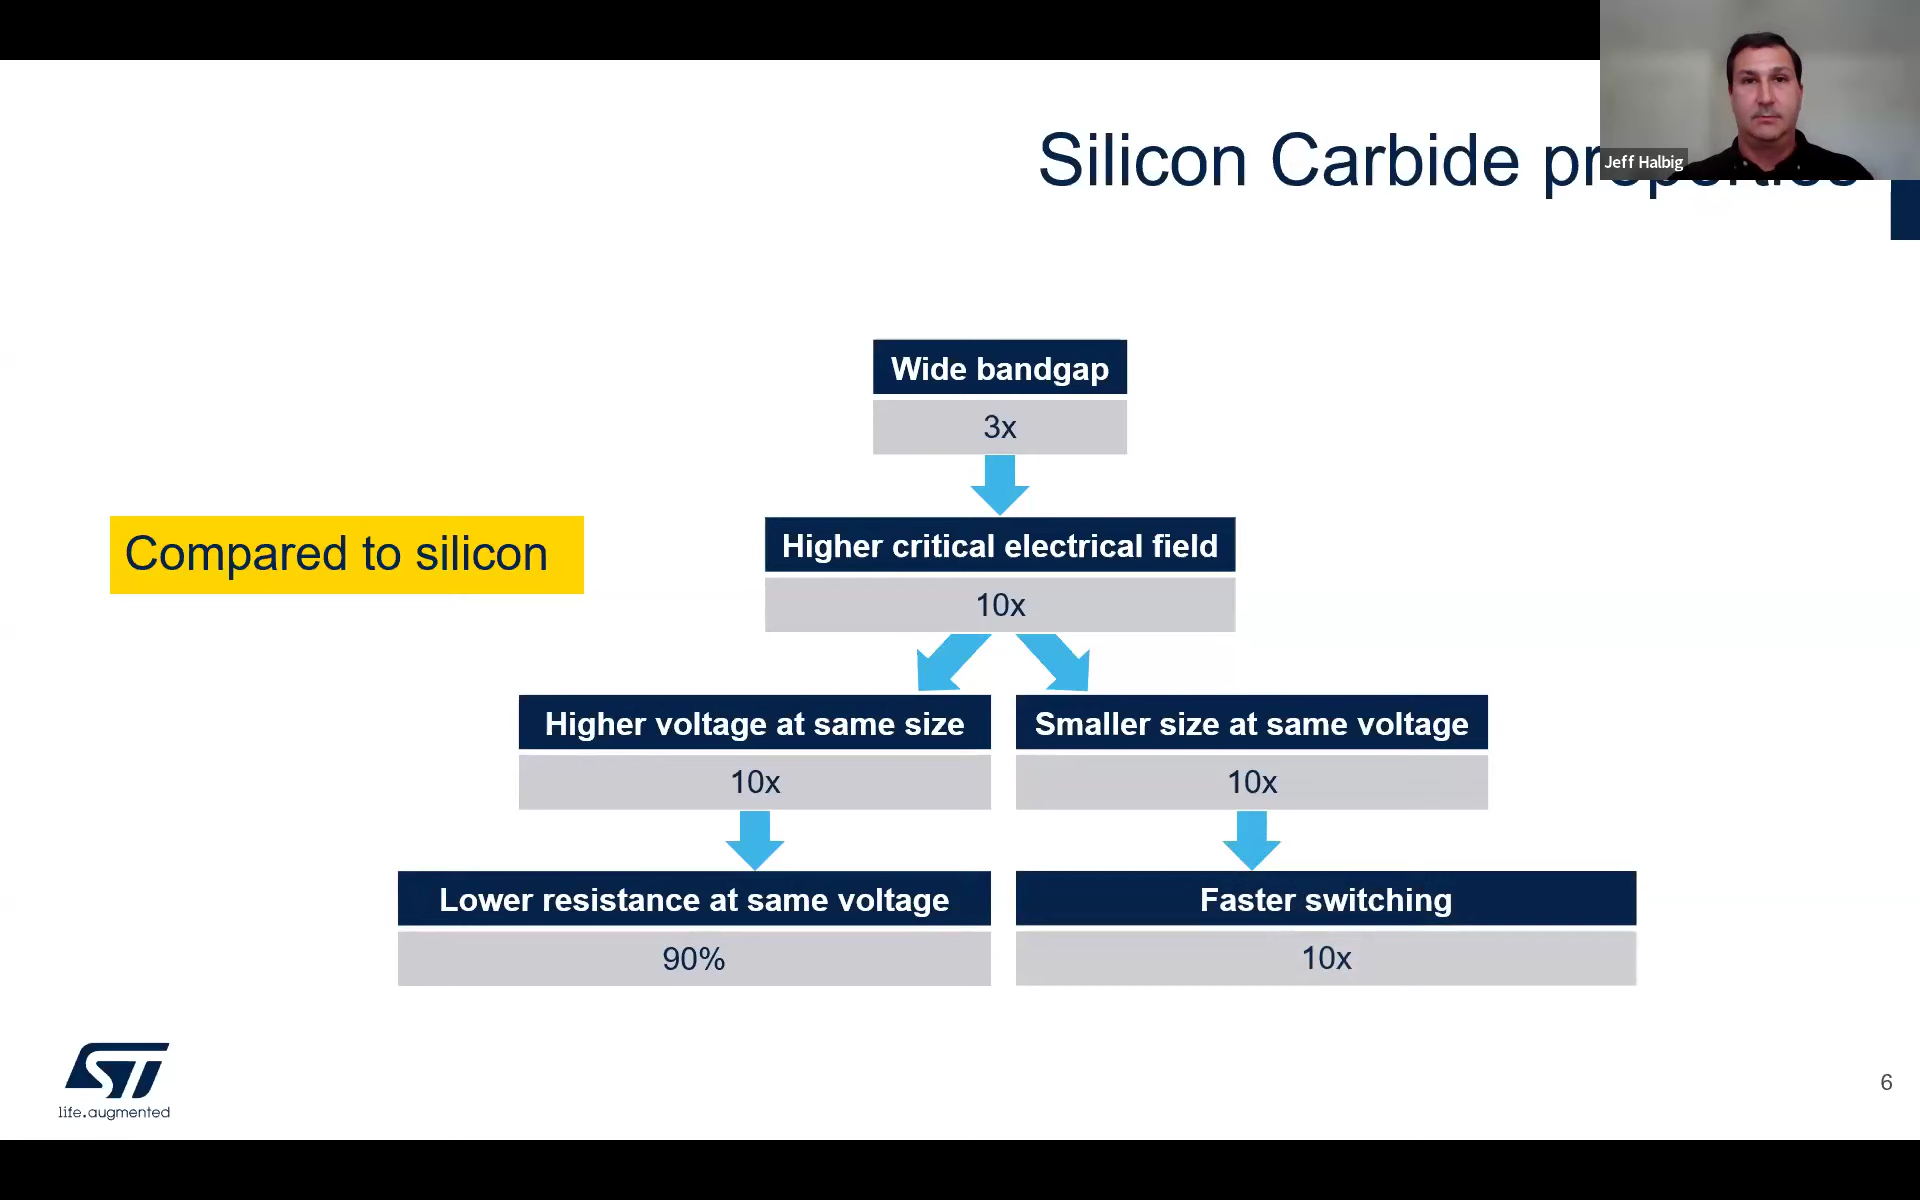 Silicon Carbide properties
Jeff Halbig
Wide bandgap
3x
Compared to silicon
Higher critical electrical field
10x
Higher voltage at same size
Smaller size at same voltage
10x
10x
Lower resistance at same voltage
Faster switching
90%
10x
ST
life.augmented
6